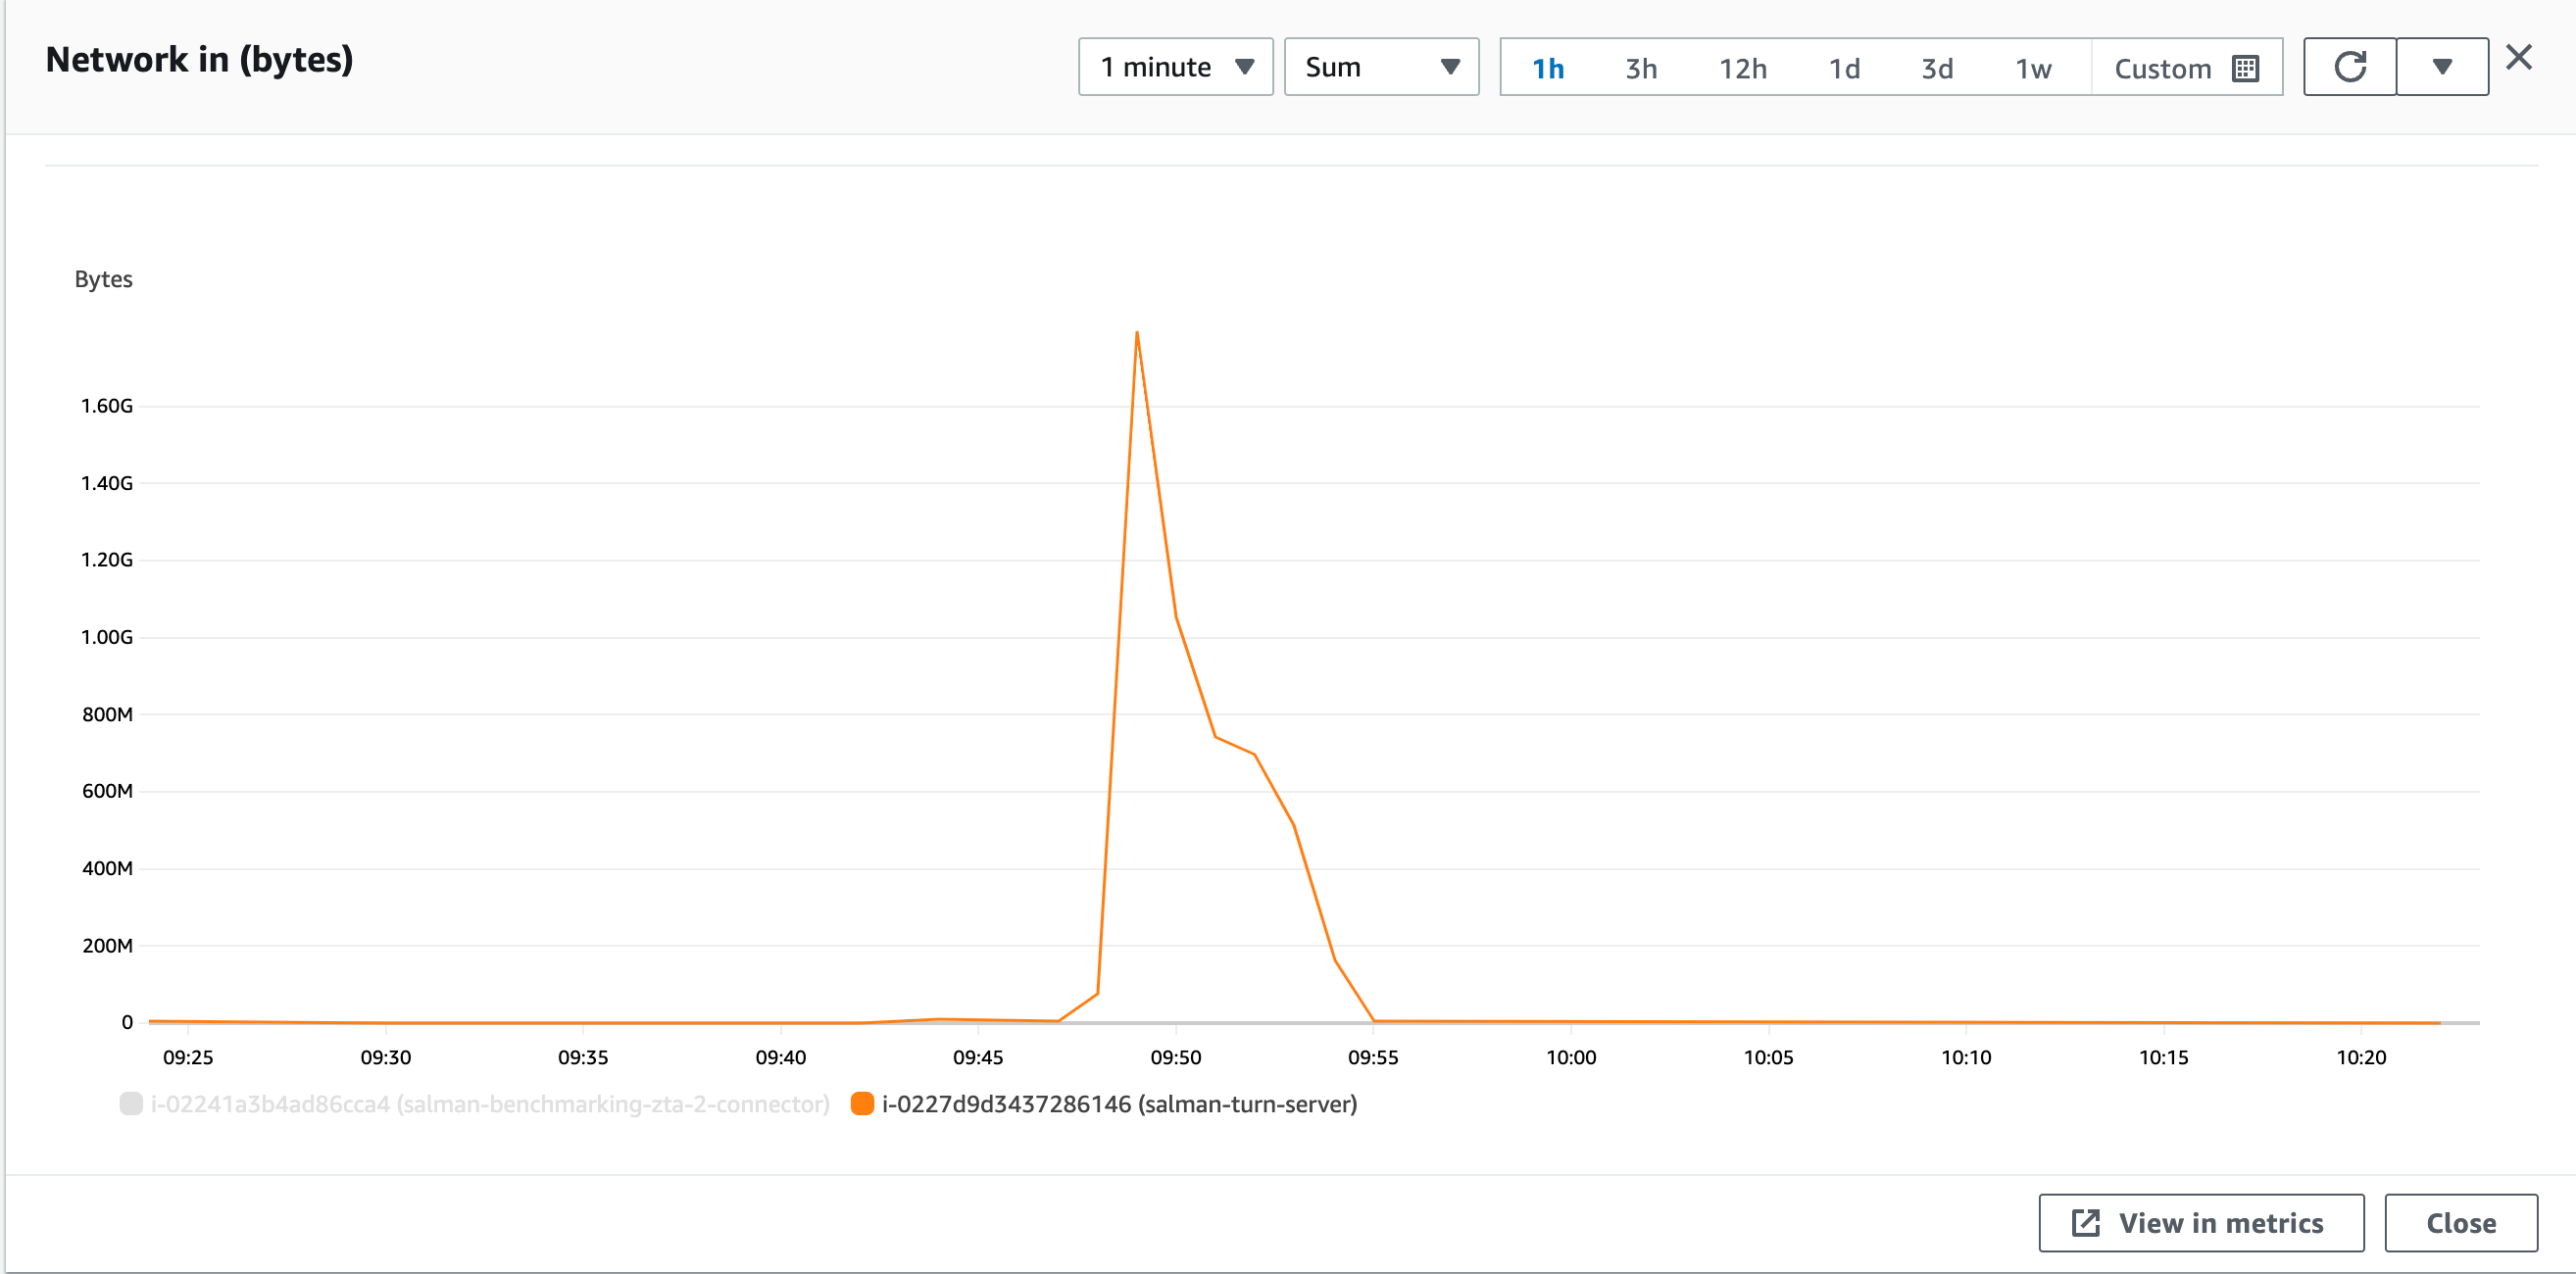 Network in (bytes)
1 minute
Sum
1h 3h 12h 1d 3d 1w Custom
Bytes
1.60G
1.40G
1.20G
1.00G
800M
600M
400M
200M
0
09:25 09:30 09:35 09:40 09:45 09:50 09:55 10:00 10:05 10:10 10:15 10:20
i-02241a3b4ad86cca4 (salman-benchmarking-zta-2-connector) i-0227d9d3437286146 (salman-turn-server)
View in metrics
Close